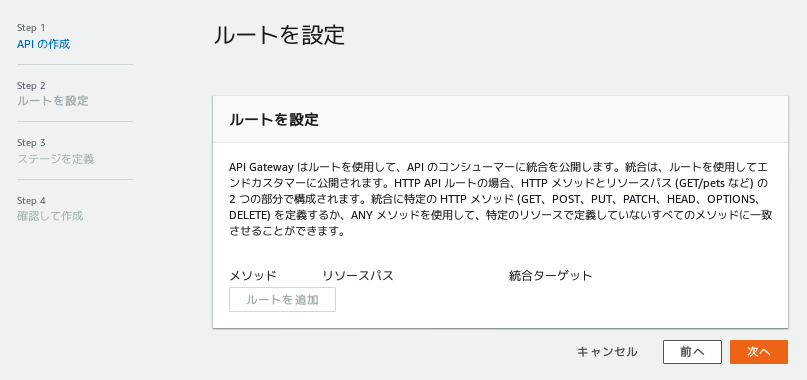 Step 1
API の作成
Step 2
ルートを設定
Step 3
ステージを定義
Step 4
確認して作成
ルートを設定
ルートを設定
API Gateway はルートを使用して、API のコンシューマーに統合を公開します。統合は、ルートを使用してエ
ンドカスタマーに公開されます。HTTP API ルートの場合、HTTP メソッドとリソースパス (GET/pets など) の
2 つの部分で構成されます。統合に特定の HTTP メソッド (GET、POST、PUT、PATCH、HEAD、OPTIONS、
DELETE) を定義するか、ANY メソッドを使用して、特定のリソースで定義していないすべてのメソッドに一致
させることができます。
メソッド リソースパス 統合ターゲット
ルートを追加
キャンセル 前へ 次へ